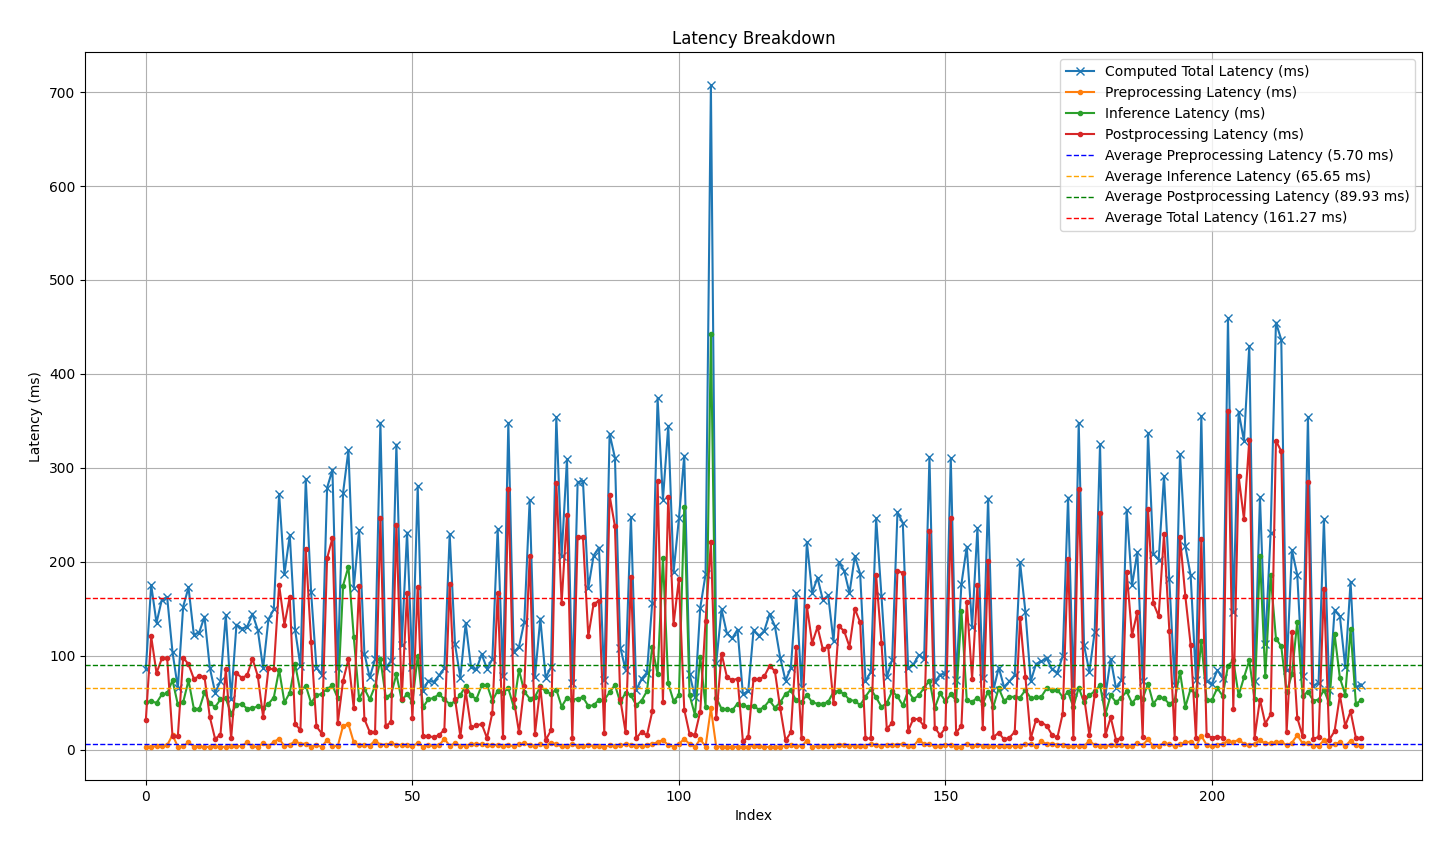 Latency Breakdown
Computed Total Latency (ms)
Preprocessing Latency (ms)
Inference Latency (ms)
Postprocessing Latency (ms)
Average Preprocessing Latency (5.70 ms)
Average Inference Latency (65.65 ms)
Average Postprocessing Latency (89.93 ms)
Average Total Latency (161.27 ms)
Latency (ms)
700
600
500
400
300
200
100
0
0 50 100 150 200
Index